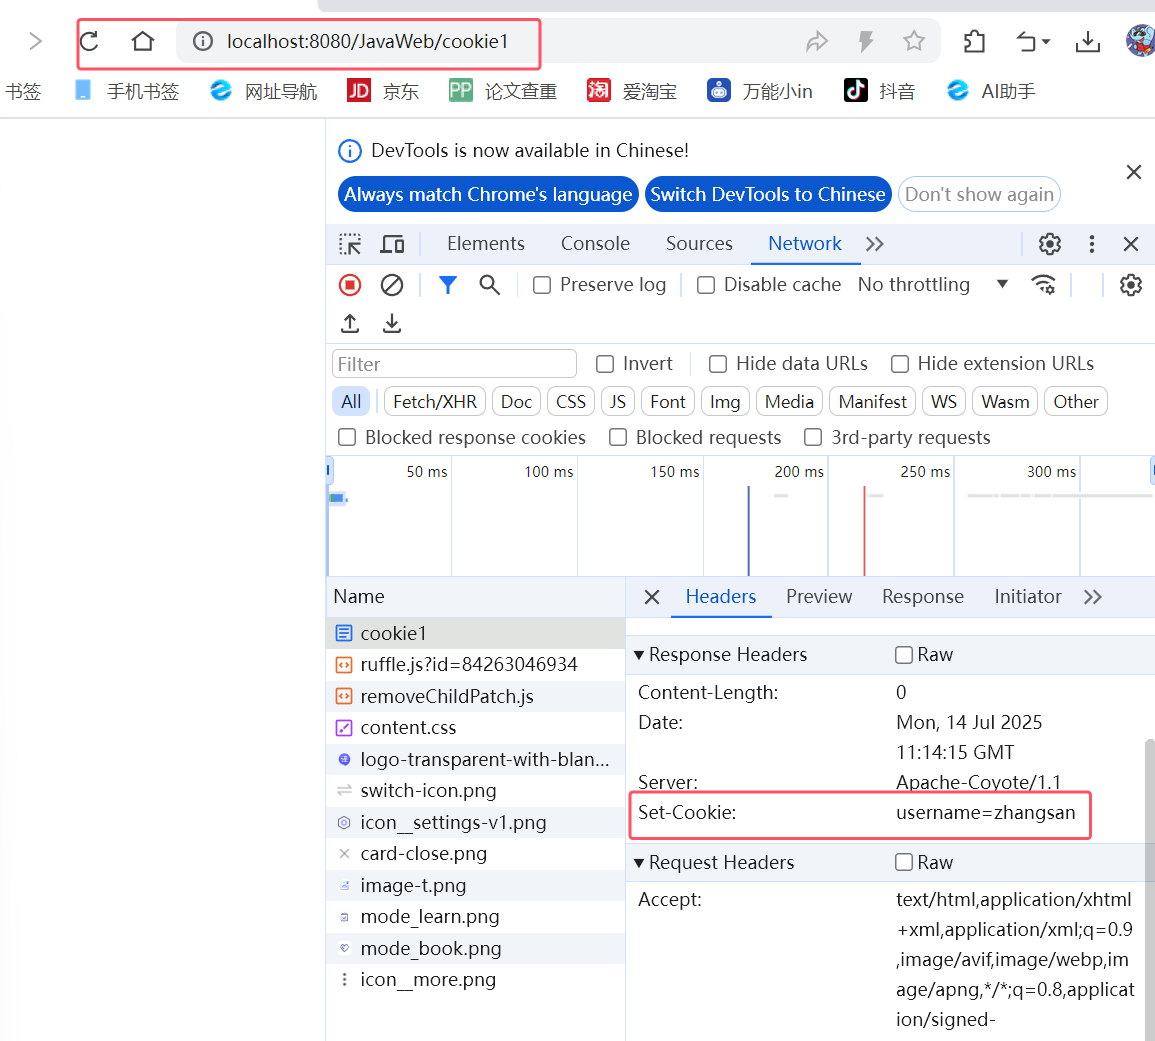 localhost:8080/JavaWeb/cookie1
书签 手机书签 网址导航 JD 京东 PP 论文查重 淘 爱淘宝 万能小in 抖音 AI助手
DevTools is now available in Chinese!
Always match Chrome's language Switch DevTools to Chinese Don't show again
Elements Console Sources Network
Preserve log Disable cache No throttling
Filter Invert Hide data URLs Hide extension URLs
All Fetch/XHR Doc CSS JS Font Img Media Manifest WS Wasm Other
Blocked response cookies Blocked requests 3rd-party requests
50 ms 100 ms 150 ms 200 ms 250 ms 300 ms
Name
cookie1
ruffle.js?id=84263046934
removeChildPatch.js
content.css
logo-transparent-with-blan...
switch-icon.png
icon__settings-v1.png
card-close.png
image-t.png
mode_learn.png
mode_book.png
icon__more.png
Headers Preview Response Initiator
Response Headers Raw
Content-Length: 0
Date: Mon, 14 Jul 2025
11:14:15 GMT
Server: Apache-Coyote/1.1
Set-Cookie: username=zhangsan
Request Headers Raw
Accept: text/html,application/xhtml
+xml,application/xml;q=0.9
,image/avif,image/webp,im
age/apng,*/*;q=0.8,applicat
ion/signed-